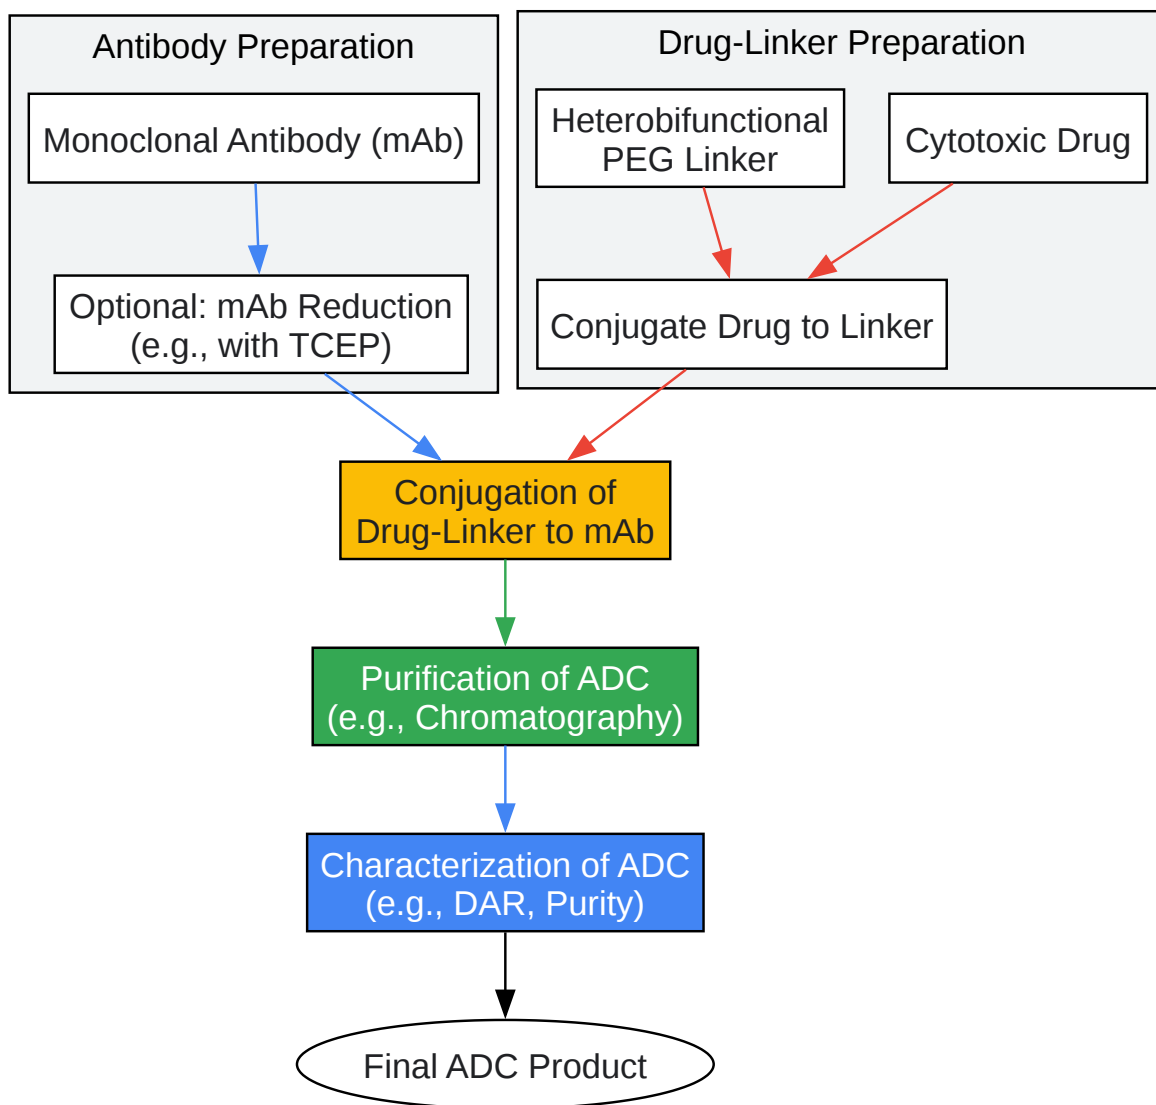 Antibody Preparation
Monoclonal Antibody (mAb)
Optional: mAb Reduction
(e.g., with TCEP)
Drug-Linker Preparation
Heterobifunctional
PEG Linker
Cytotoxic Drug
Conjugate Drug to Linker
Conjugation of
Drug-Linker to mAb
Purification of ADC
(e.g., Chromatography)
Characterization of ADC
(e.g., DAR, Purity)
Final ADC Product